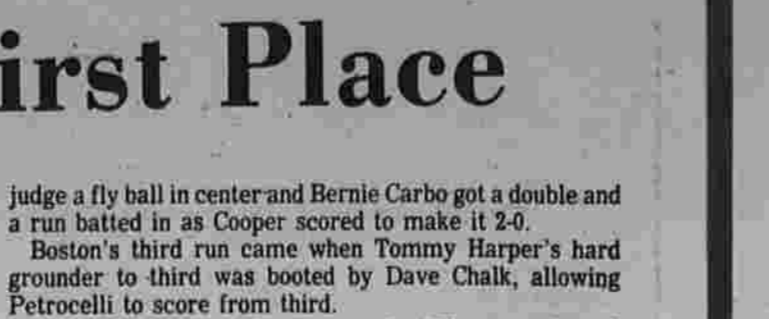 irst Place
judge a fly ball in center and Bernie Carbo got a double and
a run batted in as Cooper scored to make it 2-0.
Boston's third run came when Tommy Harper's hard
grounder to third was booted by Dave Chalk, allowing
Petrocelli to score from third.